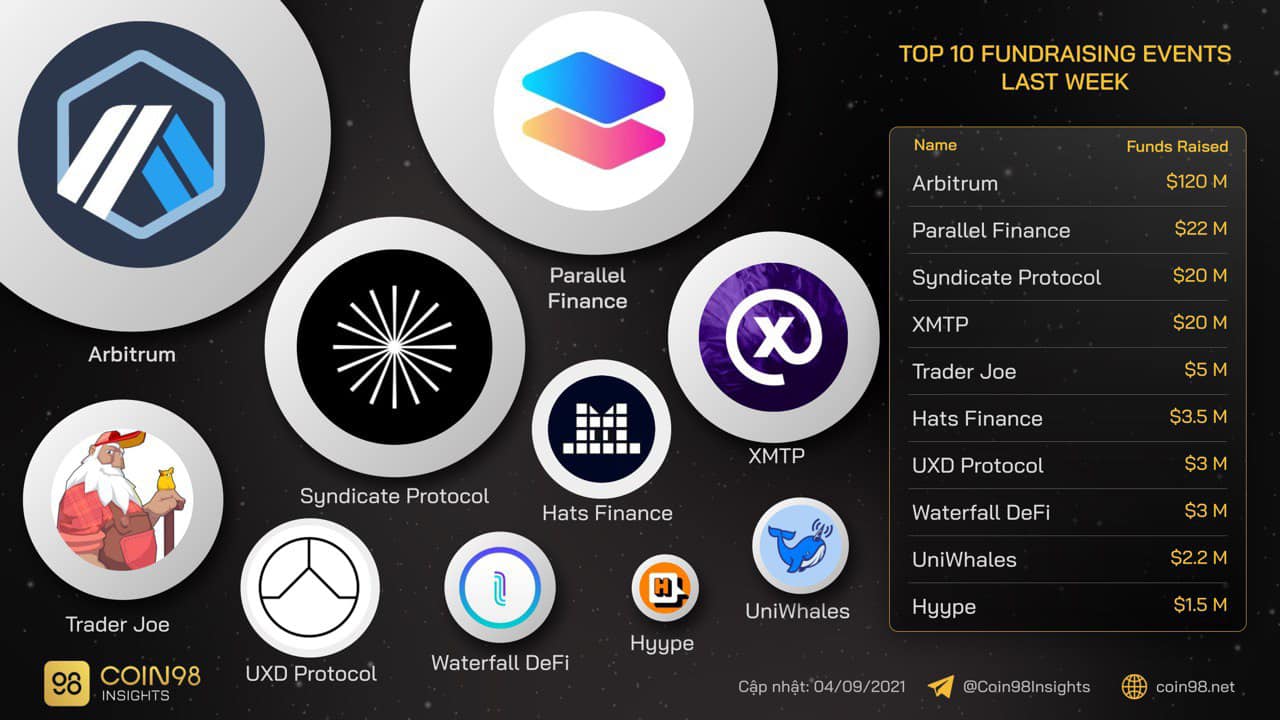 TOP 10 FUNDRAISING EVENTS
LAST WEEK
Name Funds Raised
Arbitrum $120 M
Parallel Finance $22 M
Syndicate Protocol $20 M
XMTP $20 M
Trader Joe $5 M
Hats Finance $3.5 M
UXD Protocol $3 M
Waterfall DeFi $3 M
UniWhales $2.2 M
Hyype $1.5 M
Arbitrum
Parallel
Finance
Syndicate Protocol
X
XMTP
Hats Finance
Trader Joe
UXD Protocol
Waterfall DeFi
H
Hyype
UniWhales
98 COIN98
INSIGHTS
Cập nhật: 04/09/2021
@Coin98Insights
coin98.net